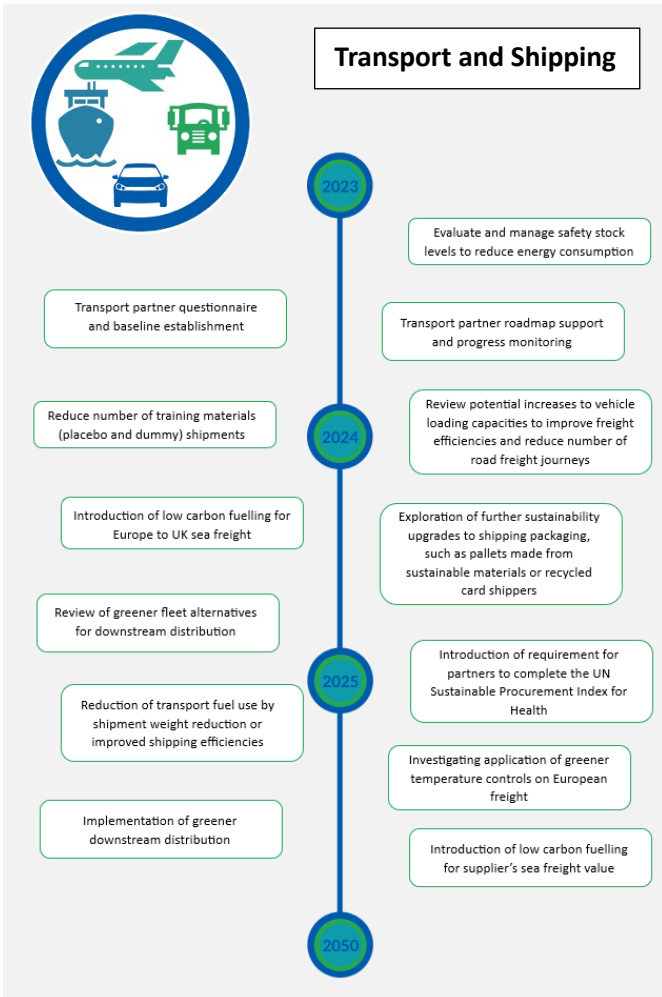 Transport and Shipping
2023
Evaluate and manage safety stock
levels to reduce energy consumption
Transport partner questionnaire
and baseline establishment
Transport partner roadmap support
and progress monitoring
Reduce number of training materials
(placebo and dummy) shipments
2024
Review potential increases to vehicle
loading capacities to improve freight
efficiencies and reduce number of
road freight journeys
Introduction of low carbon fuelling for
Europe to UK sea freight
Exploration of further sustainability
upgrades to shipping packaging,
such as pallets made from
sustainable materials or recycled
card shippers
Review of greener fleet alternatives
for downstream distribution
2025
Introduction of requirement for
partners to complete the UN
Sustainable Procurement Index for
Health
Reduction of transport fuel use by
shipment weight reduction or
improved shipping efficiencies
Investigating application of greener
temperature controls on European
freight
Implementation of greener
downstream distribution
Introduction of low carbon fuelling
for supplier's sea freight value
2050